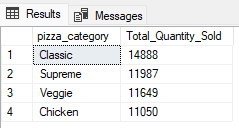 Results Messages
pizza_category Total_Quantity_Sold
1 Classic 14888
2 Supreme 11987
3 Veggie 11649
4 Chicken 11050